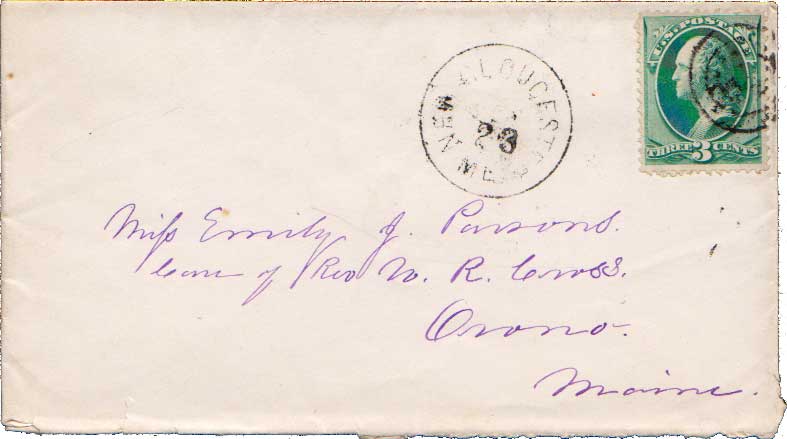 U.S. POSTAGE
THREE 3 CENTS
NEW GLOUCESTER
23
ME.
Miss Emily J. Parsons.
Care of Rev W. R. Cross.
Orono.
Maine.